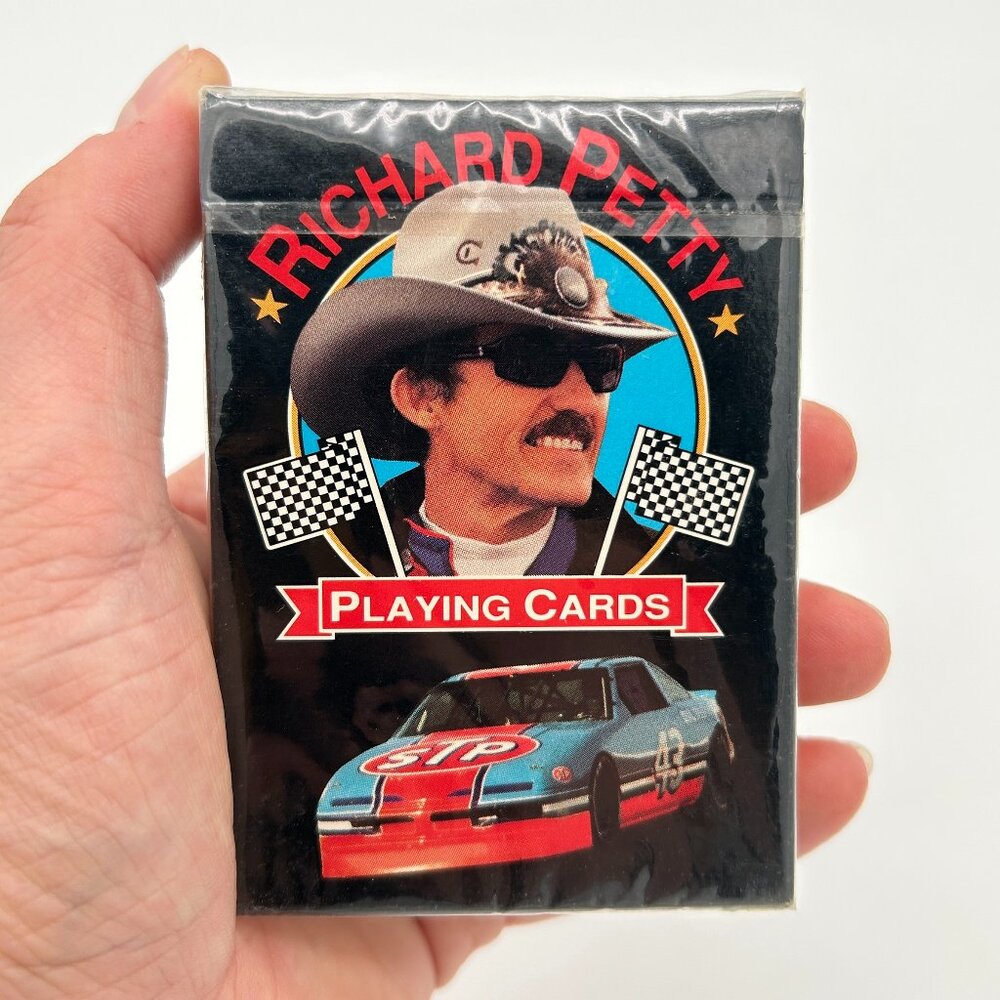 RICHARD PETTY
PLAYING CARDS
STP
43